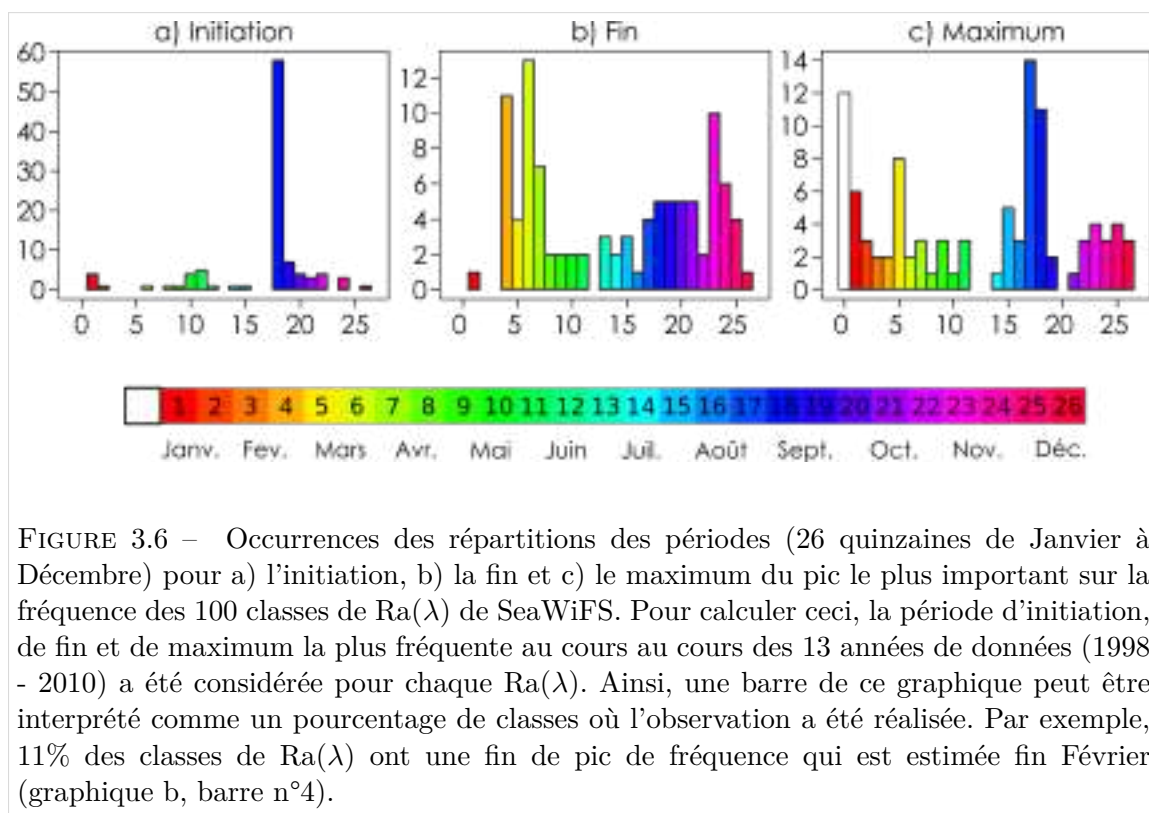 a) Initiation
b) Fin
c) Maximum
60
50
40
30
20
10
0
0 5 10 15 20 25
12
10
8
6
4
2
0
0 5 10 15 20 25
14
12
10
8
6
4
2
0
0 5 10 15 20 25
1 2 3 4 5 6 7 8 9 10 11 12 13 14 15 16 17 18 19 20 21 22 23 24 25 26
Janv. Fev. Mars Avr. Mai Juin Juil. Août Sept. Oct. Nov. Déc.
FIGURE 3.6 – Occurrences des répartitions des périodes (26 quinzaines de Janvier à
Décembre) pour a) l'initiation, b) la fin et c) le maximum du pic le plus important sur la
fréquence des 100 classes de Ra(λ) de SeaWiFS. Pour calculer ceci, la période d'initiation,
de fin et de maximum la plus fréquente au cours au cours des 13 années de données (1998
- 2010) a été considérée pour chaque Ra(λ). Ainsi, une barre de ce graphique peut être
interprété comme un pourcentage de classes où l'observation a été réalisée. Par exemple,
11% des classes de Ra(λ) ont une fin de pic de fréquence qui est estimée fin Février
(graphique b, barre n°4).